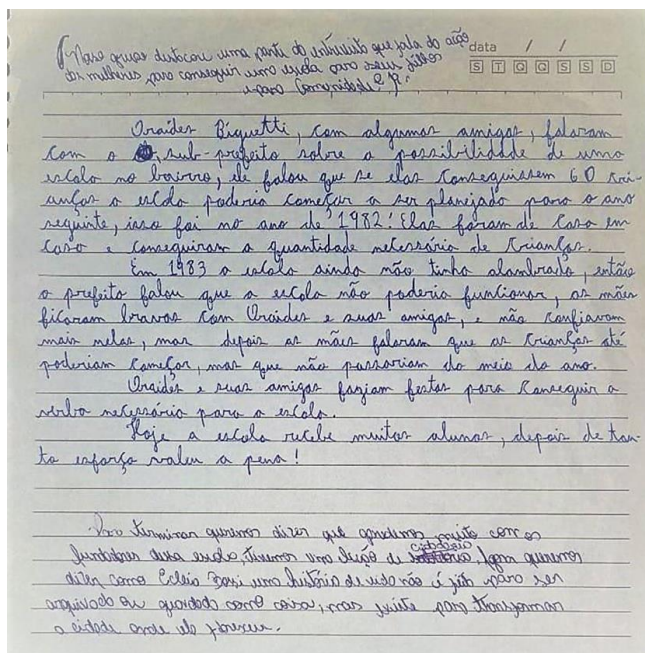 Nosso grupo destacou uma parte da entrevista que fala da ação
das mulheres para conseguir uma escola para seus filhos
e para Comunidade E. P.
data / /
S T Q Q S S D
Oraides Biguetti, com algumas amigas, falaram
com o sub-prefeito sobre a possibilidade de uma
escola no bairro, ele falou que se elas conseguissem 60 cri-
anças a escola poderia começar a ser planejada para o ano
seguinte, isso foi no ano de 1982! Elas foram de casa em
casa e conseguiram a quantidade necessária de crianças.
Em 1983 a escola ainda não tinha alambrado, então
o prefeito falou que a escola não poderia funcionar, as mães
ficaram bravas com Oraides e suas amigas, e não confiavam
mais nelas, mas depois as mães falaram que as crianças até
poderiam começar, mas que não passariam do meio do ano.
Oraides e suas amigas faziam festas para conseguir a
verba necessária para a escola.
Hoje a escola recebe muitos alunos, depois de tan-
to esforço valeu a pena!
Para terminar queremos dizer que aprendemos muito com os
fundadores dessa escola, tivemos uma lição de cidadania, queremos
dizer como Ecleia Bosi, uma história de vida não é feita para ser
arquivada ou guardada como coisa, mas existe para transformar
a cidade onde ela floresceu.